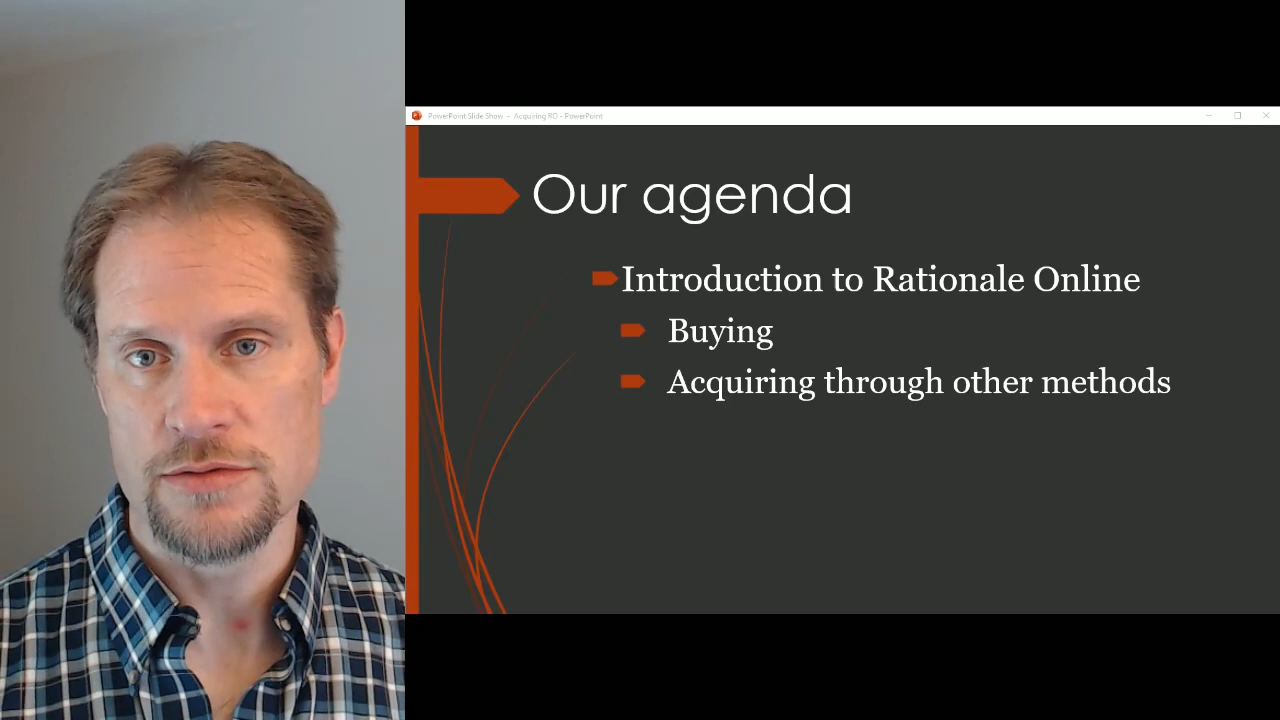 PowerPoint Slide Show - Acquiring RO - PowerPoint
Our agenda
Introduction to Rationale Online
Buying
Acquiring through other methods